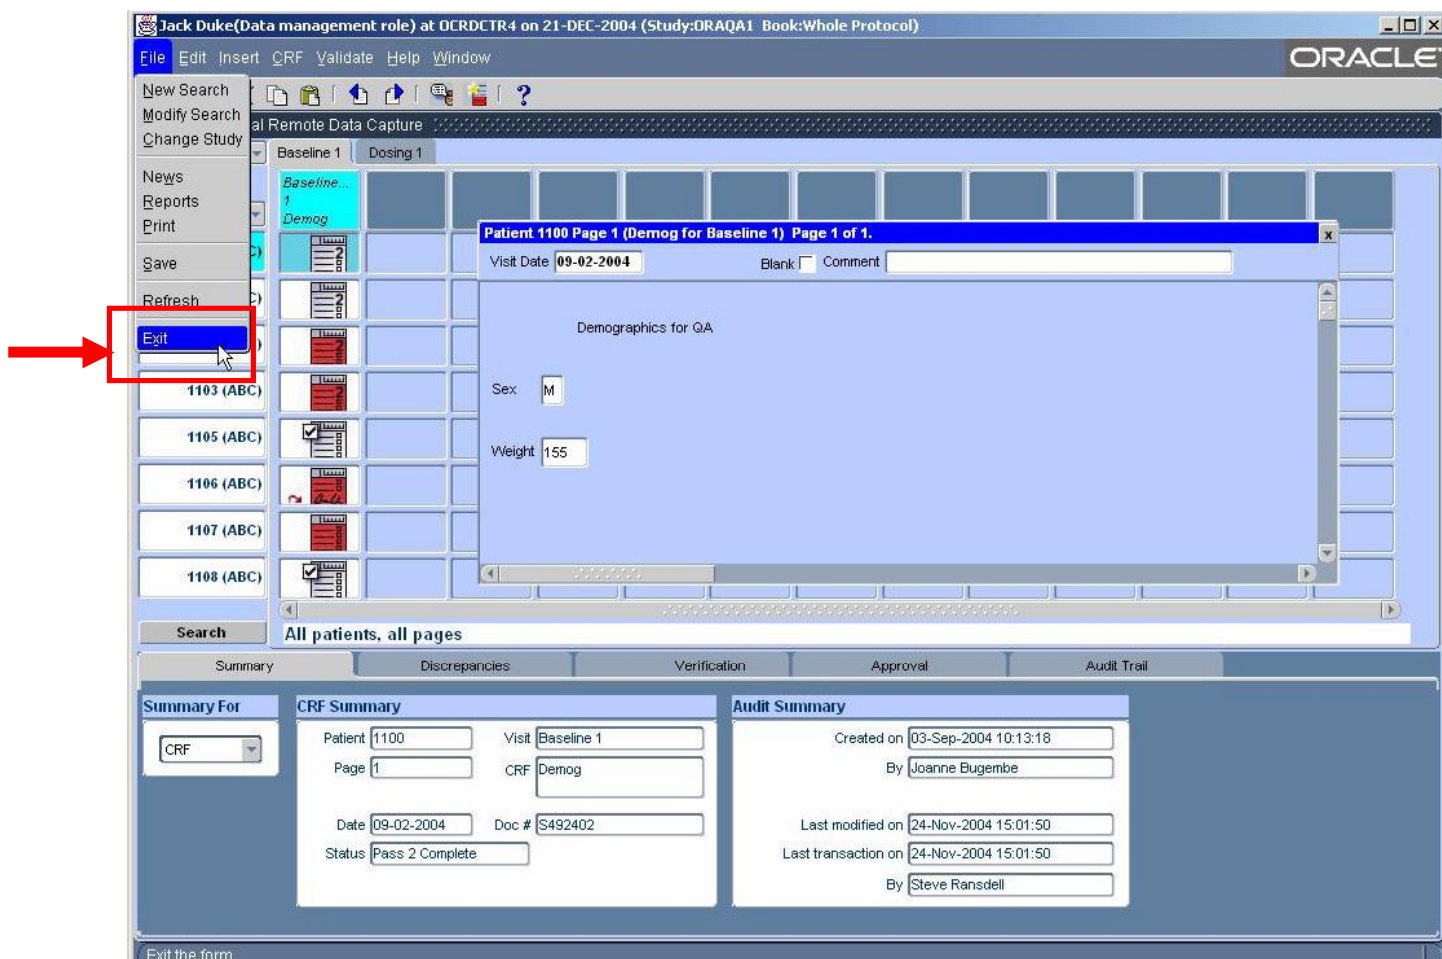 Jack Duke(Data management role) at OCRDCTR4 on 21-DEC-2004 (Study:ORAQA1 Book:Whole Protocol)
File Edit Insert CRF Validate Help Window
ORACLE
New Search
Modify Search
Change Study
News
Reports
Print
Save
Refresh
Exit
al Remote Data Capture
Baseline 1 Dosing 1
Baseline...
1
Demog
Patient 1100 Page 1 (Demog for Baseline 1) Page 1 of 1.
Visit Date 09-02-2004 Blank Comment
Demographics for QA
Sex M
Weight 155
1103 (ABC)
1105 (ABC)
1106 (ABC)
1107 (ABC)
1108 (ABC)
Search All patients, all pages
Summary Discrepancies Verification Approval Audit Trail
Summary For
CRF
CRF Summary
Patient 1100 Visit Baseline 1
Page 1 CRF Demog
Date 09-02-2004 Doc # S492402
Status Pass 2 Complete
Audit Summary
Created on 03-Sep-2004 10:13:18
By Joanne Bugembe
Last modified on 24-Nov-2004 15:01:50
Last transaction on 24-Nov-2004 15:01:50
By Steve Ransdell
Exit the form